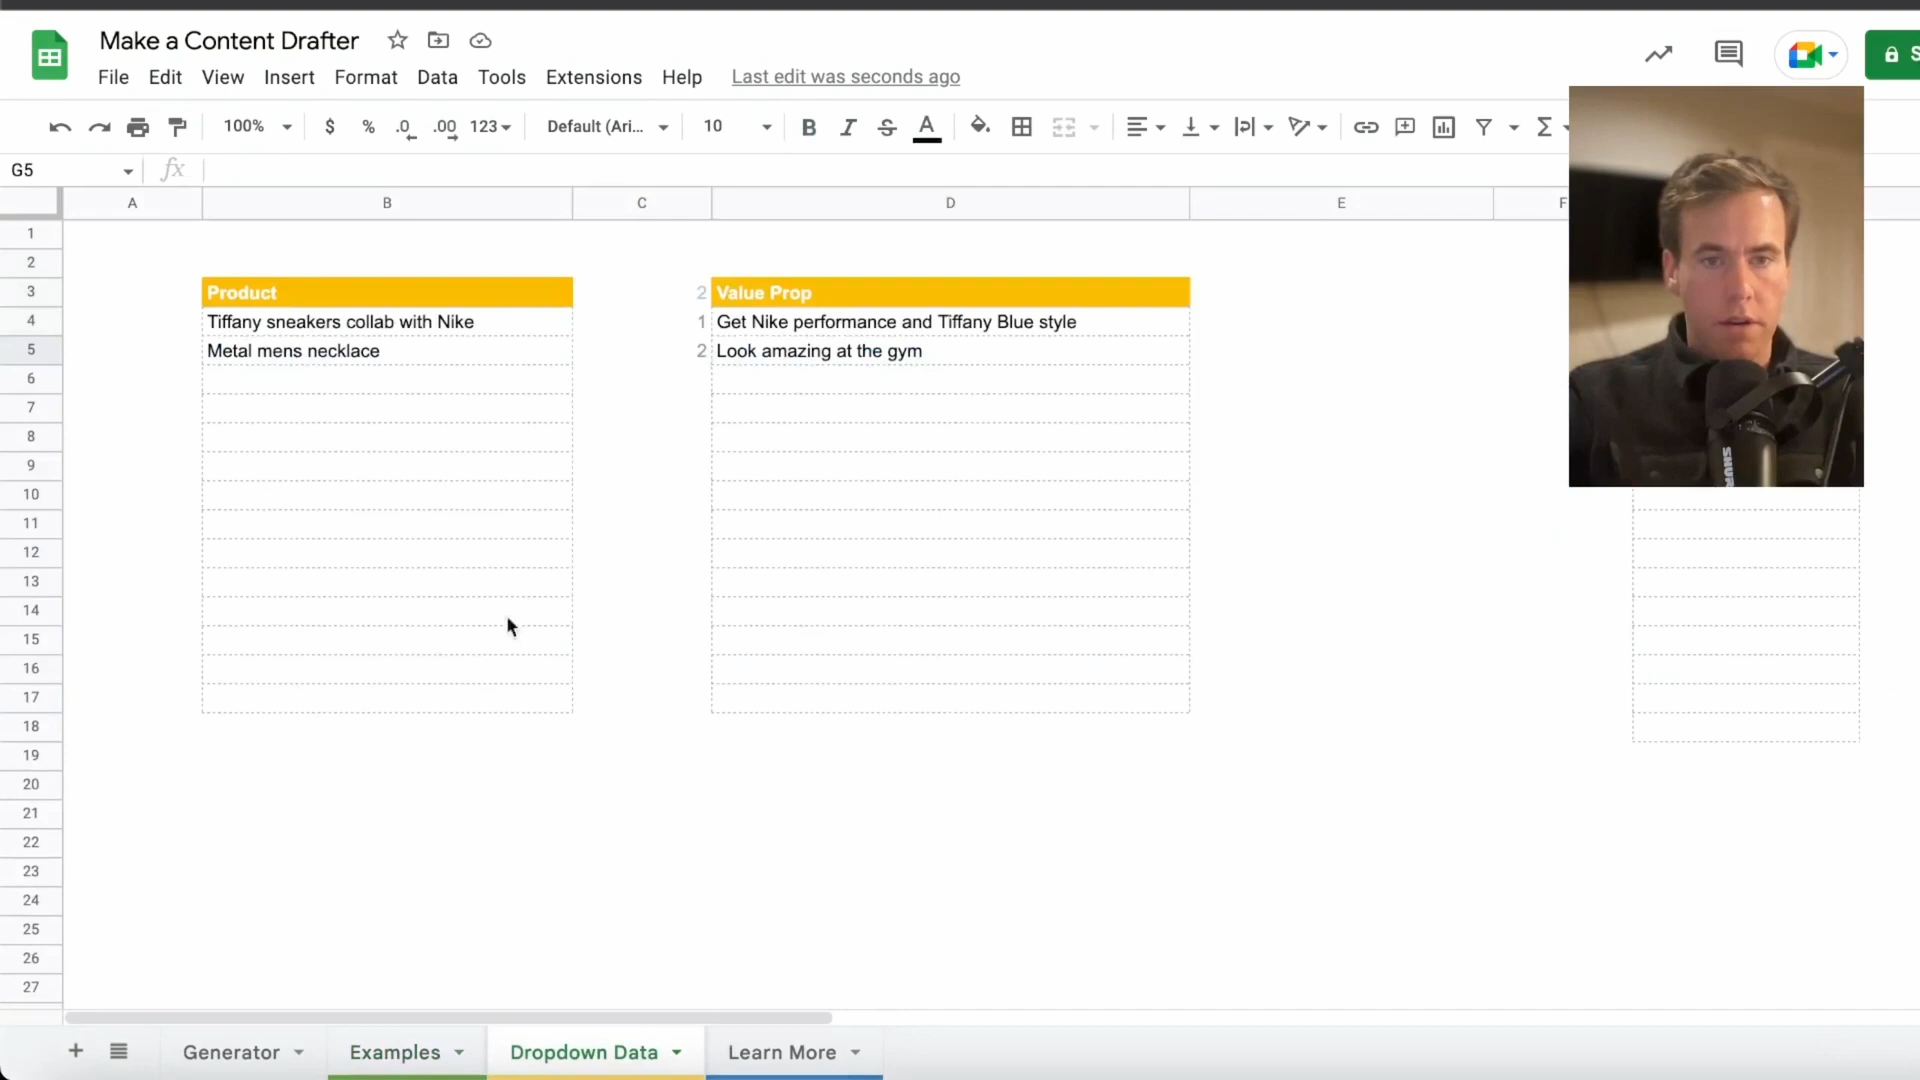 Make a Content Drafter
File Edit View Insert Format Data Tools Extensions Help Last edit was seconds ago
100% $ % .0 .00 123 Default (Ari... 10 B I S A
G5 fx
A B C D E F
1
2
3 Product 2 Value Prop
4 Tiffany sneakers collab with Nike 1 Get Nike performance and Tiffany Blue style
5 Metal mens necklace 2 Look amazing at the gym
6
7
8
9
10
11
12
13
14
15
16
17
18
19
20
21
22
23
24
25
26
27
Generator Examples Dropdown Data Learn More